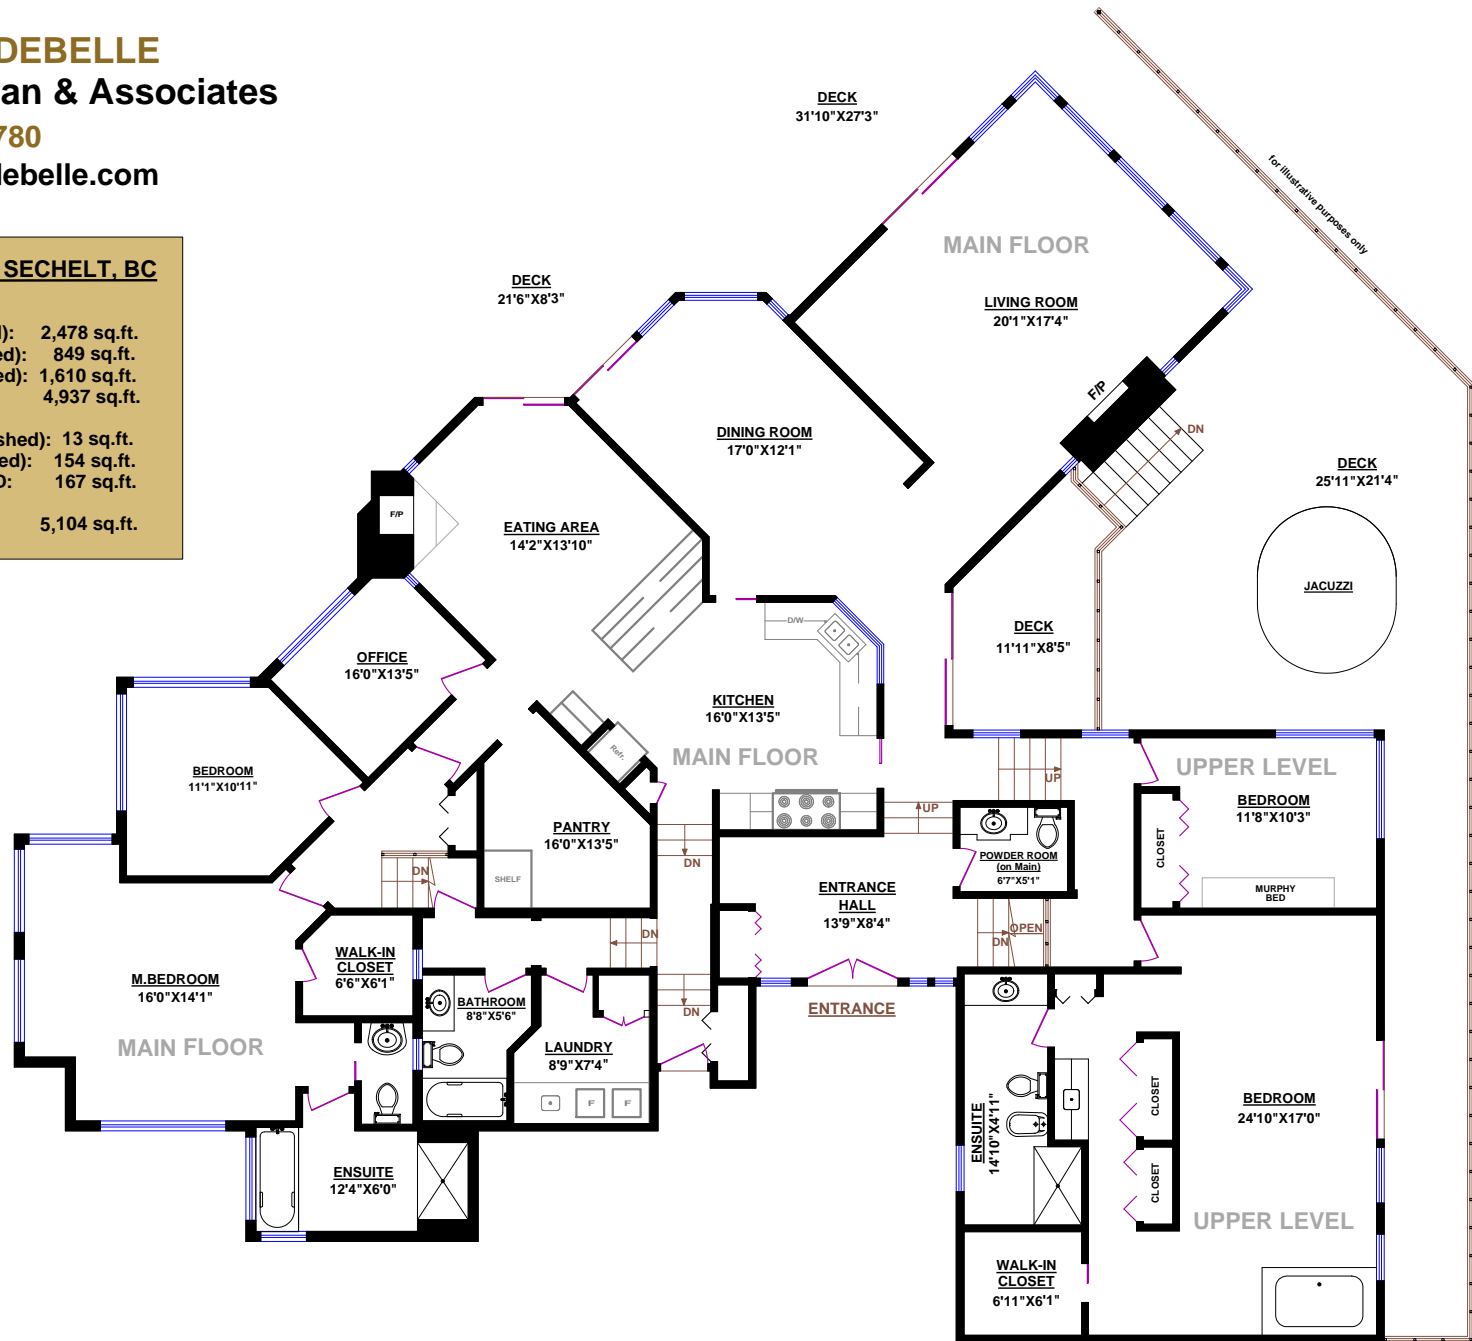 DEBELLE
an & Associates
780
lebelle.com
SECHELT, BC
l): 2,478 sq.ft.
ed): 849 sq.ft.
ed): 1,610 sq.ft.
4,937 sq.ft.
shed): 13 sq.ft.
ed): 154 sq.ft.
D: 167 sq.ft.
5,104 sq.ft.
DECK
31'10"X27'3"
for illustrative purposes only
MAIN FLOOR
DECK
21'6"X8'3"
LIVING ROOM
20'1"X17'4"
F/P
DN
DINING ROOM
17'0"X12'1"
DECK
25'11"X21'4"
F/P
EATING AREA
14'2"X13'10"
JACUZZI
D/W
DECK
11'11"X8'5"
OFFICE
16'0"X13'5"
KITCHEN
16'0"X13'5"
Refr.
MAIN FLOOR
BEDROOM
11'1"X10'11"
UP
UPPER LEVEL
BEDROOM
11'8"X10'3"
UP
CLOSET
PANTRY
16'0"X13'5"
DN
POWDER ROOM
(on Main)
6'7"X5'1"
SHELF
DN
MURPHY
BED
ENTRANCE
HALL
13'9"X8'4"
OPEN
DN
DN
WALK-IN
CLOSET
6'6"X6'1"
M.BEDROOM
16'0"X14'1"
BATHROOM
8'8"X5'6"
DN
ENTRANCE
MAIN FLOOR
LAUNDRY
8'9"X7'4"
F
F
CLOSET
BEDROOM
24'10"X17'0"
ENSUITE
14'10"X4'11"
ENSUITE
12'4"X6'0"
CLOSET
UPPER LEVEL
WALK-IN
CLOSET
6'11"X6'1"